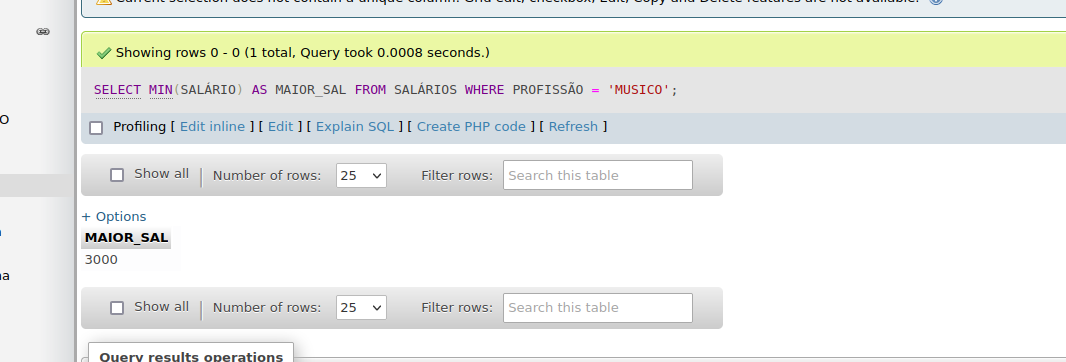 Current selection does not contain a unique column. Grid edit, checkbox, Edit, Copy and Delete features are not available.
Showing rows 0 - 0 (1 total, Query took 0.0008 seconds.)
SELECT MIN(SALÁRIO) AS MAIOR_SAL FROM SALÁRIOS WHERE PROFISSÃO = 'MUSICO';
O
Profiling [ Edit inline ] [ Edit ] [ Explain SQL ] [ Create PHP code ] [ Refresh ]
Show all | Number of rows: 25 Filter rows: Search this table
+ Options
MAIOR_SAL
3000
na
Show all | Number of rows: 25 Filter rows: Search this table
Query results operations